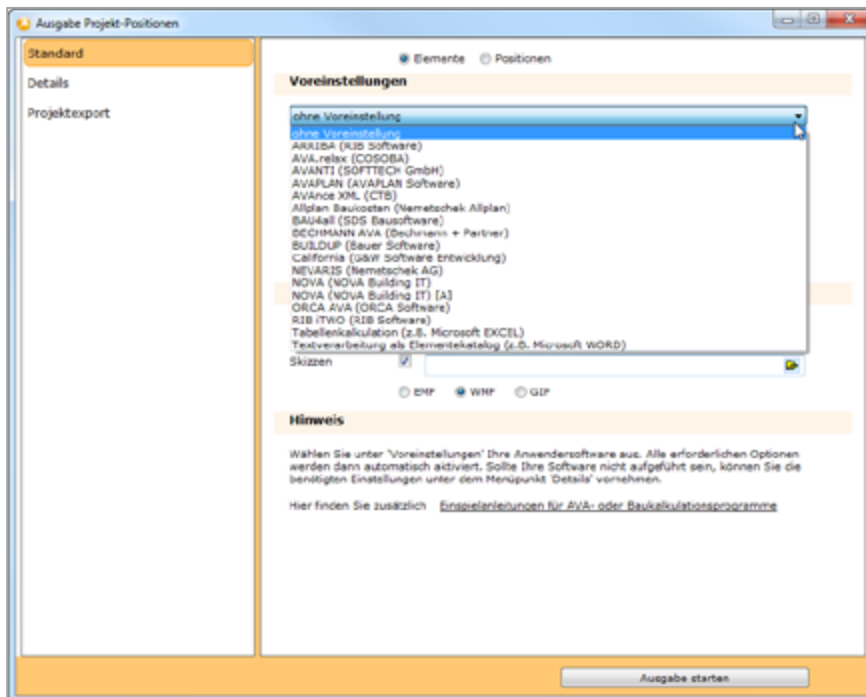 Ausgabe Projekt-Positionen
Standard
Details
Projektexport
Elemente Positionen
Voreinstellungen
ohne Voreinstellung
ohne Voreinstellung
ARRIBA (RIB Software)
AVA.relax (COSOBA)
AVANTI (SOFTTECH GmbH)
AVAPLAN (AVAPLAN Software)
AVAnce XML (CTB)
Allplan Baukosten (Nemetschek Allplan)
BAU4all (SDS Bausoftware)
BECHMANN AVA (Bechmann + Partner)
BUILDUP (Bauer Software)
California (G&W Software Entwicklung)
NEVARIS (Nemetschek AG)
NOVA (NOVA Building IT)
NOVA (NOVA Building IT) [A]
ORCA AVA (ORCA Software)
RIB iTWO (RIB Software)
Tabellenkalkulation (z.B. Microsoft EXCEL)
Textverarbeitung als Elementekatalog (z.B. Microsoft WORD)
Skizzen
EMF WMF GIF
Hinweis
Wählen Sie unter 'Voreinstellungen' Ihre Anwendersoftware aus. Alle erforderlichen Optionen
werden dann automatisch aktiviert. Sollte Ihre Software nicht aufgeführt sein, können Sie die
benötigten Einstellungen unter dem Menüpunkt 'Details' vornehmen.
Hier finden Sie zusätzlich Einspielanleitungen für AVA- oder Baukalkulationsprogramme
Ausgabe starten